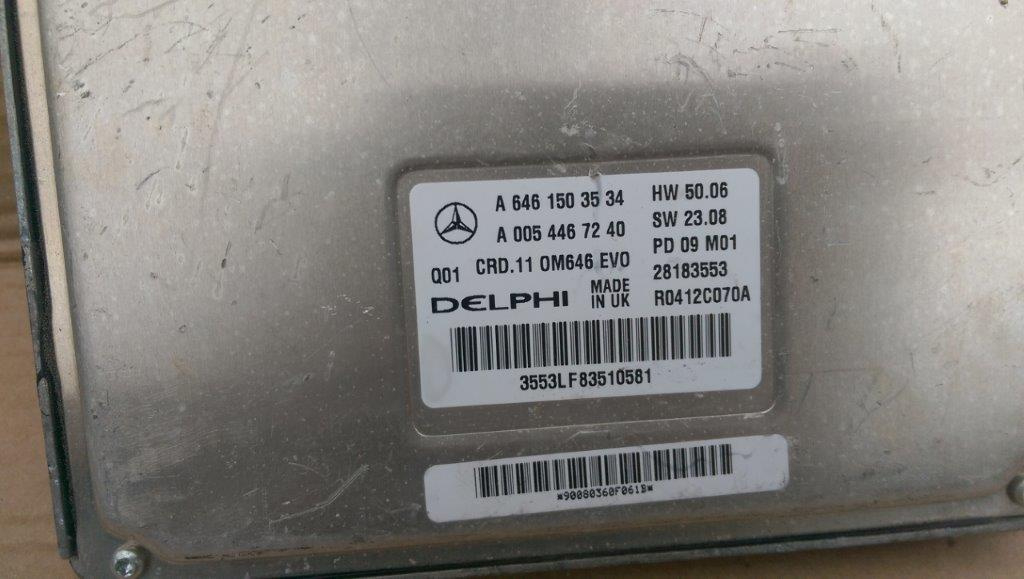 A 646 150 35 34
A 005 446 72 40
Q01 CRD.11 OM646 EVO
DELPHI MADE IN UK
HW 50.06
SW 23.08
PD 09 M01
28183553
R0412C070A
3553LF83510581
*90080360F061B*